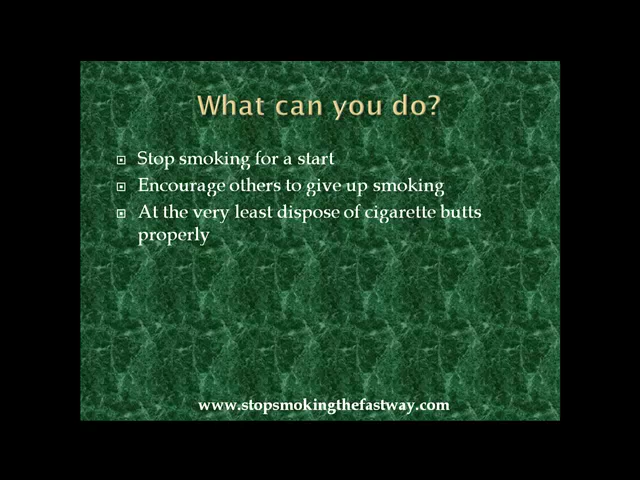 What can you do?
Stop smoking for a start
Encourage others to give up smoking
At the very least dispose of cigarette butts
properly
www.stopsmokingthefastway.com